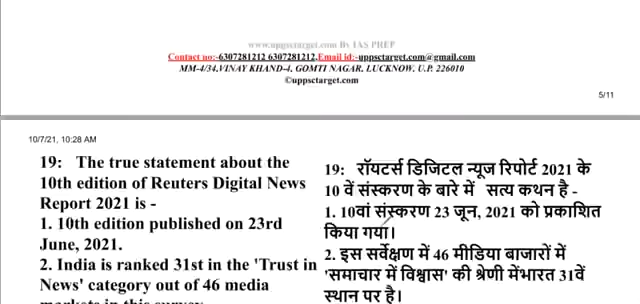 www.uppsctarget.com By IAS PHEP
Contact no:-6307281212 6307281212,Email id:-uppsctarget.com@gmail.com
MM-4/34,VINAY KHAND-4, GOMTI NAGAR, LUCKNOW, U.P. 226010
©uppsctarget.com
5/11
10/7/21, 10:28 AM
19: The true statement about the
10th edition of Reuters Digital News
Report 2021 is -
1. 10th edition published on 23rd
June, 2021.
2. India is ranked 31st in the 'Trust in
News' category out of 46 media
markets in this survey.
19: रॉयटर्स डिजिटल न्यूज रिपोर्ट 2021 के
10 वें संस्करण के बारे में सत्य कथन है -
1. 10वां संस्करण 23 जून, 2021 को प्रकाशित
किया गया।
2. इस सर्वेक्षण में 46 मीडिया बाजारों में
'समाचार में विश्वास' की श्रेणी मेंभारत 31वें
स्थान पर है।